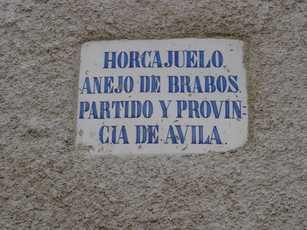 HORCAJUELO
ANEJO DE BRABOS.
PARTIDO Y PROVIN-
CIA DE AVILA.